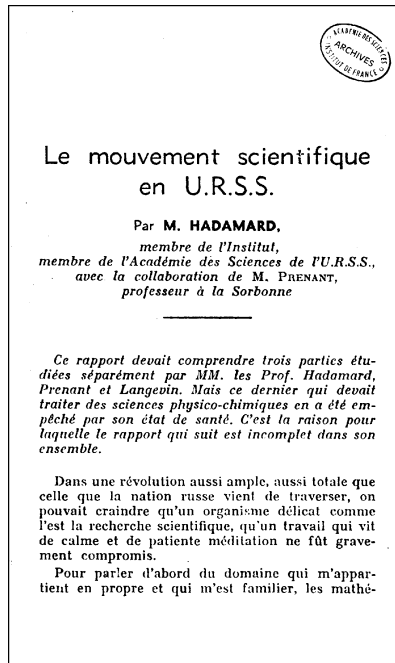 ACADÉMIE DES SCIENCES
ARCHIVES
INSTITUT DE FRANCE
Le mouvement scientifique
en U.R.S.S.
Par M. HADAMARD,
membre de l'Institut,
membre de l'Académie des Sciences de l'U.R.S.S.,
avec la collaboration de M. PRENANT,
professeur à la Sorbonne
Ce rapport devait comprendre trois parties étu-
diées séparément par MM. les Prof. Hadamard,
Prenant et Langevin. Mais ce dernier qui devait
traiter des sciences physico-chimiques en a été em-
pêché par son état de santé. C'est la raison pour
laquelle le rapport qui suit est incomplet dans son
ensemble.
Dans une révolution aussi ample, aussi totale que
celle que la nation russe vient de traverser, on
pouvait craindre qu'un organisme délicat comme
l'est la recherche scientifique, qu'un travail qui vit
de calme et de patiente méditation ne fût grave-
ment compromis.
Pour parler d'abord du domaine qui m'appar-
tient en propre et qui m'est familier, les mathé-